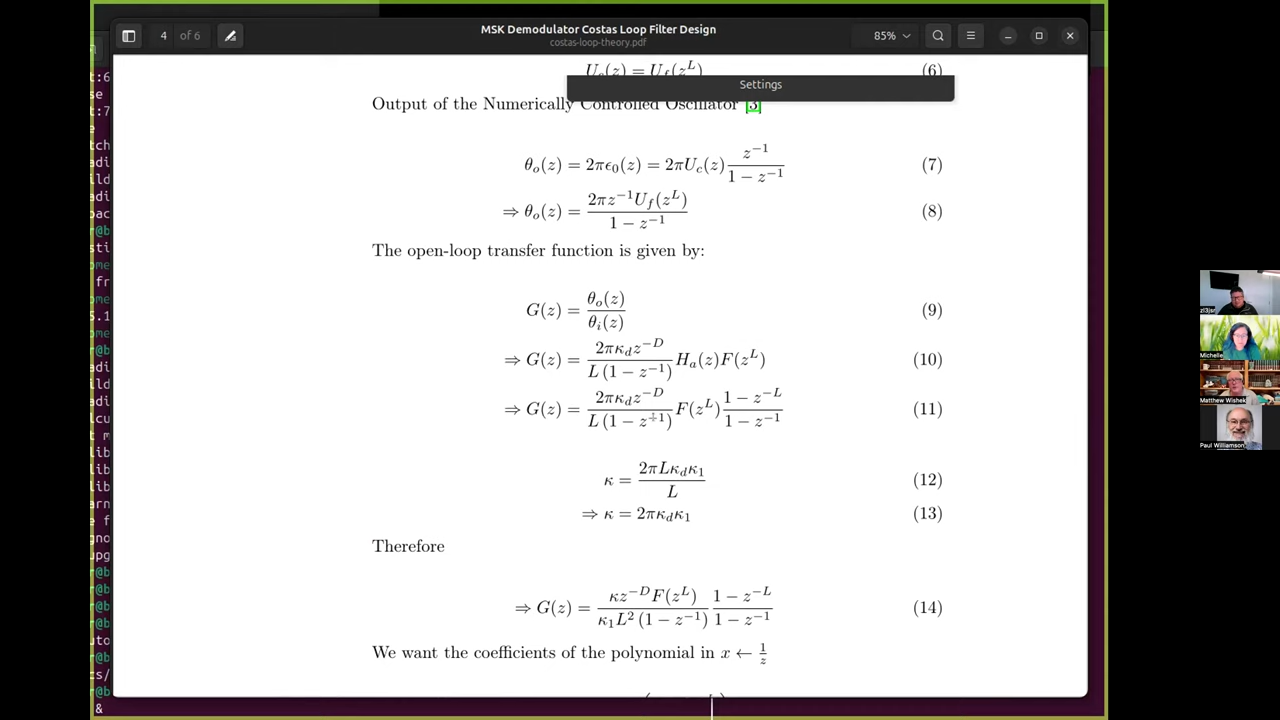 MSK Demodulator Costas Loop Filter Design
costas-loop-theory.pdf
4 of 6
85%
U_c(z) = U_f(z^L) (6)
Settings
Output of the Numerically Controlled Oscillator [3]
θ_o(z) = 2πϵ_0(z) = 2πU_c(z) z^{-1} / (1 − z^{-1}) (7)
⇒ θ_o(z) = 2πz^{-1}U_f(z^L) / (1 − z^{-1}) (8)
The open-loop transfer function is given by:
G(z) = θ_o(z) / θ_i(z) (9)
⇒ G(z) = 2πκ_d z^{-D} / (L (1 − z^{-1})) H_a(z)F(z^L) (10)
⇒ G(z) = 2πκ_d z^{-D} / (L (1 − z^{-1})) F(z^L) (1 − z^{-L}) / (1 − z^{-1}) (11)
κ = 2πLκ_dκ_1 / L (12)
⇒ κ = 2πκ_dκ_1 (13)
Therefore
⇒ G(z) = κz^{-D}F(z^L) / (κ_1L^2 (1 − z^{-1})) (1 − z^{-L}) / (1 − z^{-1}) (14)
We want the coefficients of the polynomial in x ← 1/z
zl3jsr
Michelle
Matthew Wishek
Paul Williamson